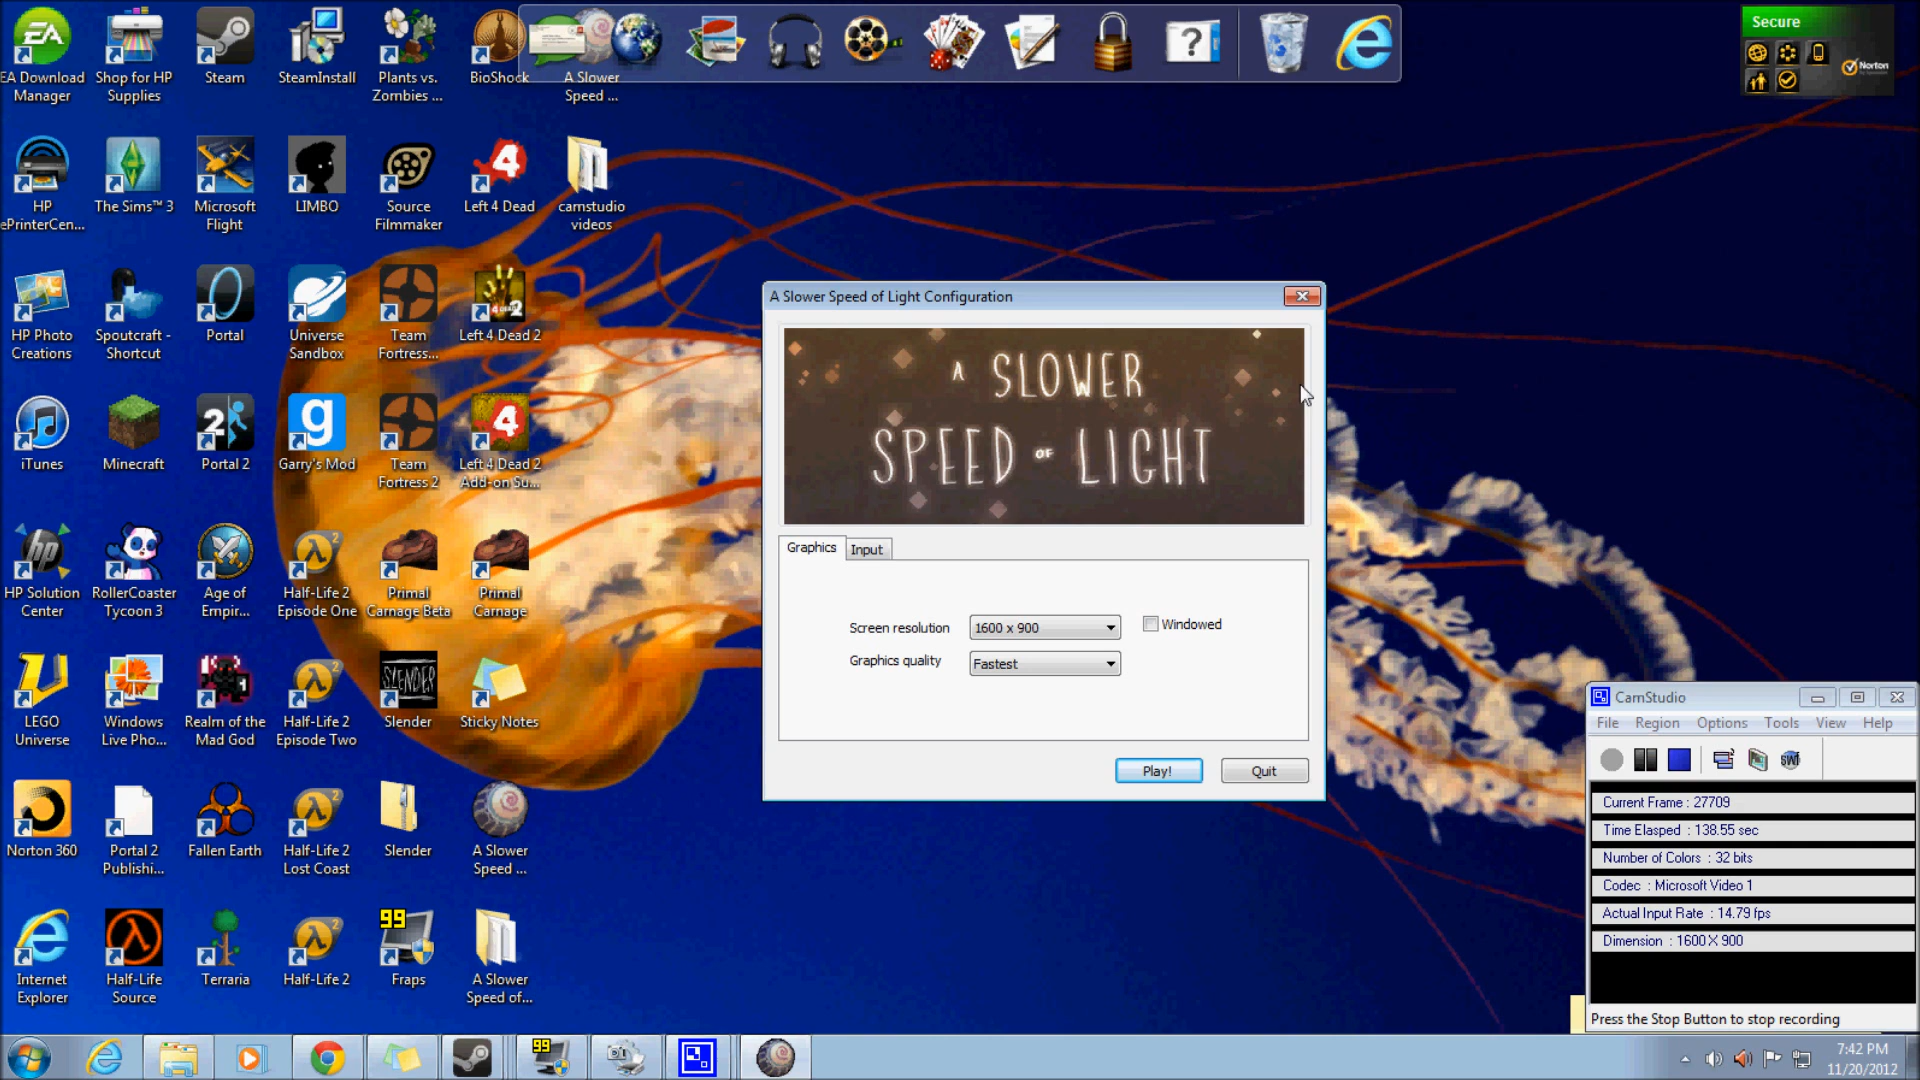 EA Download
Manager
Shop for HP
Supplies
Steam
SteamInstall
Plants vs.
Zombies ...
BioShock
A Slower
Speed ...
Secure
Norton
HP
ePrinterCen...
The Sims™ 3
Microsoft
Flight
LIMBO
Source
Filmmaker
Left 4 Dead
camstudio
videos
HP Photo
Creations
Spoutcraft -
Shortcut
Portal
Universe
Sandbox
Team
Fortress...
Left 4 Dead 2
iTunes
Minecraft
Portal 2
Garry's Mod
Team
Fortress 2
Left 4 Dead 2
Add-on Su...
HP Solution
Center
RollerCoaster
Tycoon 3
Age of
Empir...
Half-Life 2
Episode One
Primal
Carnage Beta
Primal
Carnage
LEGO
Universe
Windows
Live Pho...
Realm of the
Mad God
Half-Life 2
Episode Two
SLENDER
Slender
Sticky Notes
Norton 360
Portal 2
Publishi...
Fallen Earth
Half-Life 2
Lost Coast
Slender
A Slower
Speed ...
Internet
Explorer
Half-Life
Source
Terraria
Half-Life 2
99
Fraps
A Slower
Speed of...
A Slower Speed of Light Configuration
A SLOWER
SPEED OF LIGHT
Graphics
Input
Screen resolution
1600 x 900
Windowed
Graphics quality
Fastest
Play!
Quit
CamStudio
File Region Options Tools View Help
SWF
Current Frame : 27709
Time Elasped : 138.55 sec
Number of Colors : 32 bits
Codec : Microsoft Video 1
Actual Input Rate : 14.79 fps
Dimension : 1600 X 900
Press the Stop Button to stop recording
99
7:42 PM
11/20/2012